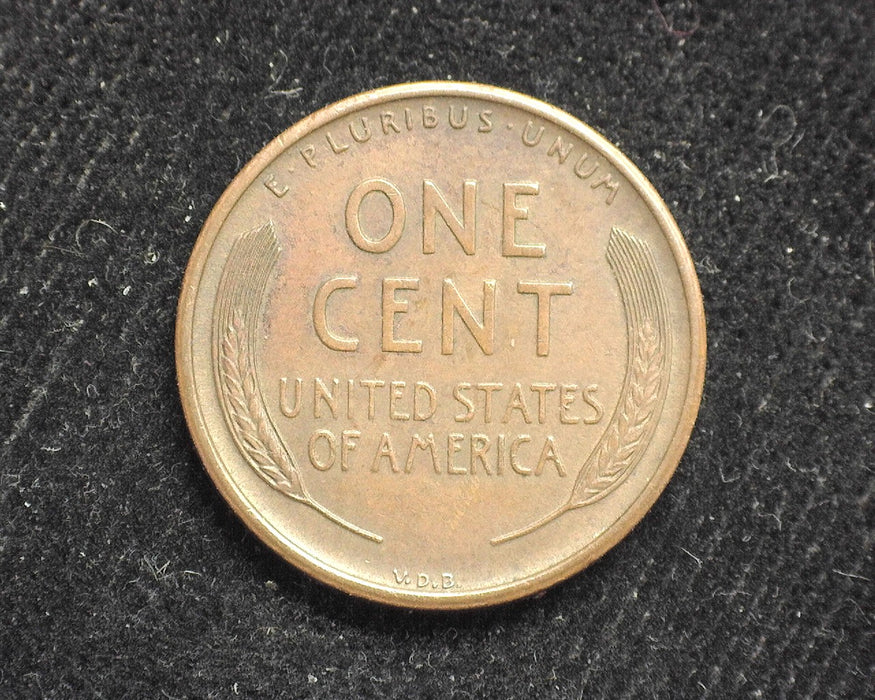 E · PLURIBUS · UNUM
ONE
CENT
UNITED STATES
OF AMERICA
V.D.B.